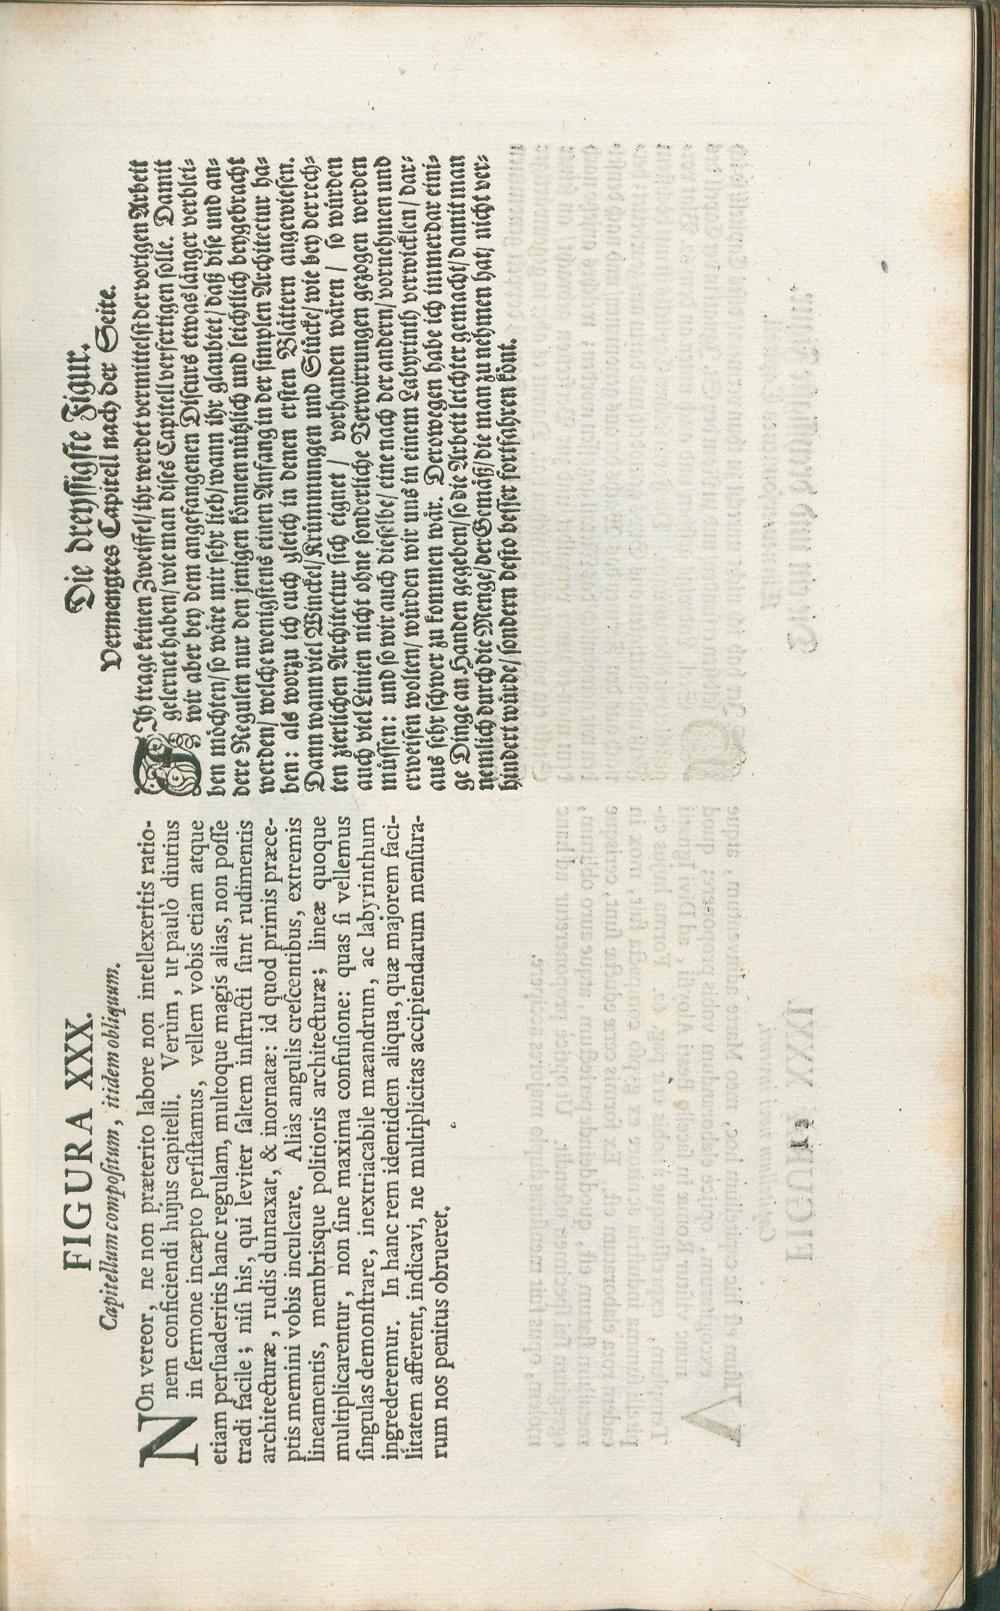 FIGURA XXX.
Capitellum compoſitum, itidem obliquum.
NOn vereor, ne non præterito labore non intellexeritis ratio-
nem conficiendi hujus capitelli. Verùm, ut paulò diutius
in ſermone incæpto perſiſtamus, vellem vobis etiam atque
etiam perſuaderitis hanc regulam, multoque magis alias, non poſſe
tradi facile; niſi his, qui leviter ſaltem inſtructi ſunt rudimentis
architecturæ, rudis duntaxat, & inornatæ: id quod primis præce-
ptis memini vobis inculcare. Aliàs angulis creſcentibus, extremis
lineamentis, membrisque politioris architecturæ; lineæ quoque
multiplicarentur, non ſine maxima confuſione: quas ſi vellemus
ſingulas demonſtrare, inextricabile mæandrum, ac labyrinthum
ingrederemur. In hanc rem identidem aliqua, quæ majorem faci-
litatem afferent, indicavi, ne multiplicitas accipiendarum menſura-
rum nos penitus obrueret.
Die dreyſſigſte Figur.
Vermengtes Capitell nach der Seite.
Ih trage keinen Zweiffel/ ihr werdet vermittelſt der vorigen Arbeit
gelernet haben/ wie man diſes Capitell verfertigen ſolle. Damit
wir aber bey dem angefangenen Diſcurs etwas länger verblei-
ben möchten/ ſo wäre mir ſehr lieb/ wann ihr glaubtet/ daß diſe und an-
dere Regulen nur den jenigen können nützlich und leichtlich beygebracht
werden/ welche wenigſtens einen Anfang in der ſimplen Architectur ha-
ben: als worzu ich euch gleich in denen erſten Blättern angewieſen.
Dann wann viel Winckel/ Krümmungen und Stücke/ wie bey der rech-
ten zierlichen Architectur ſich eignet/ vorhanden wären/ ſo würden
auch viel Linien nicht ohne ſonderliche Verwirrungen gezogen werden
müſſen: und ſo wir auch dieſelbe/ eine nach der andern/ vornehmen und
erweiſen wolten/ würden wir uns in einem Labyrinth verwicklen/ dar-
aus ſehr ſchwer zu kommen wär. Derowegen habe ich immerdar eini-
ge Dinge an Handen gegeben/ ſo die Arbeit leichter gemacht/ damit man
nemlich durch die Menge/ der Gemäß/ die man zu nehmen hat/ nicht ver-
hindert würde/ ſondern deſto beſſer fortfahren könt.